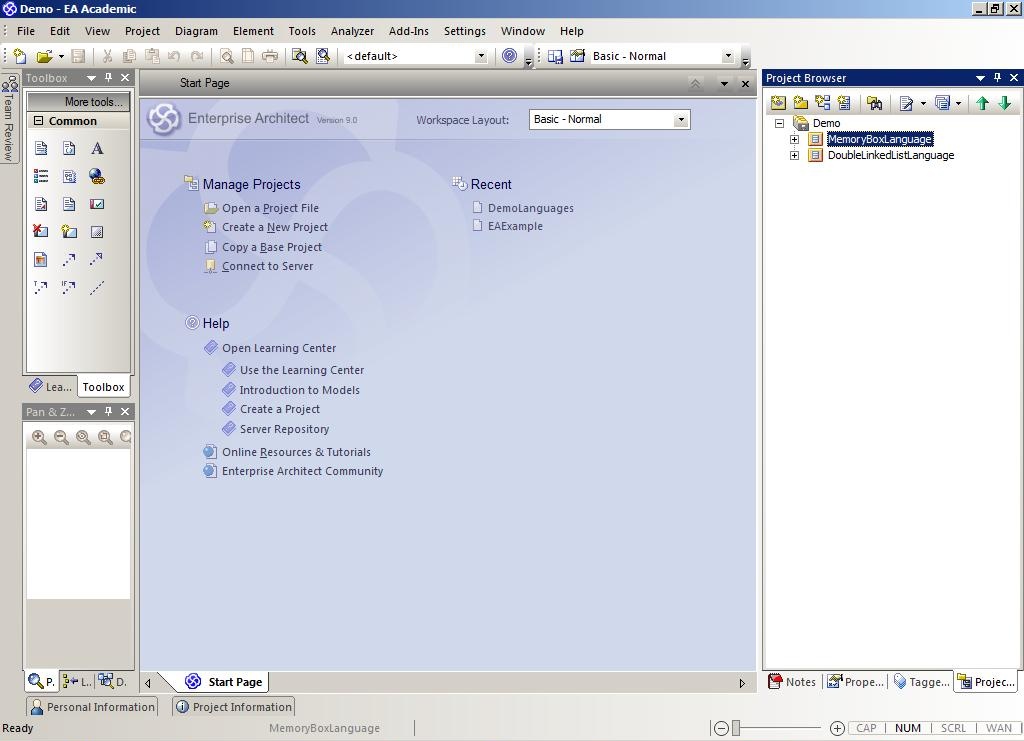 Demo - EA Academic
File Edit View Project Diagram Element Tools Analyzer Add-Ins Settings Window Help
<default> Basic - Normal
Team Review
Toolbox
More tools...
Common
Lea... Toolbox
Pan & Z...
P. L.. D.
Start Page
Enterprise Architect Version 9.0 Workspace Layout: Basic - Normal
Manage Projects
Open a Project File
Create a New Project
Copy a Base Project
Connect to Server
Recent
DemoLanguages
EAExample
Help
Open Learning Center
Use the Learning Center
Introduction to Models
Create a Project
Server Repository
Online Resources & Tutorials
Enterprise Architect Community
Start Page
Project Browser
Demo
MemoryBoxLanguage
DoubleLinkedListLanguage
Notes Prope... Tagge... Projec...
Personal Information Project Information
Ready MemoryBoxLanguage CAP NUM SCRL WAN